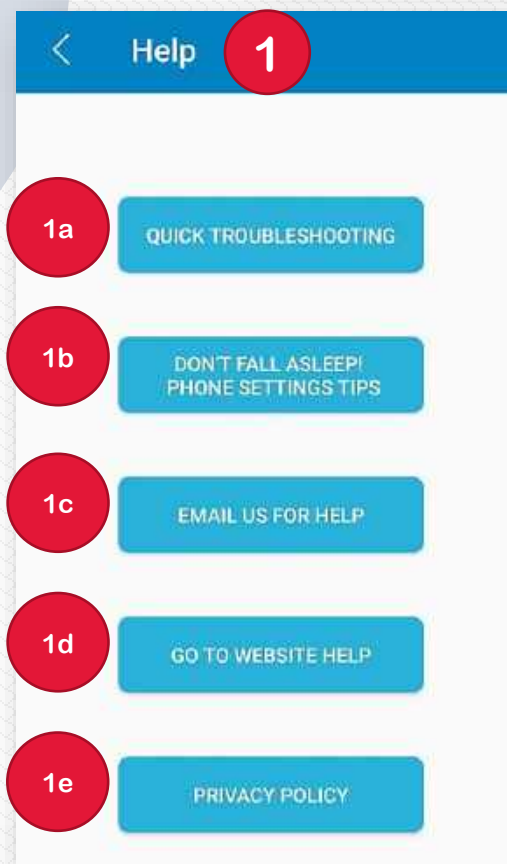 Help 1
1a QUICK TROUBLESHOOTING
1b DON'T FALL ASLEEP!
PHONE SETTINGS TIPS
1c EMAIL US FOR HELP
1d GO TO WEBSITE HELP
1e PRIVACY POLICY